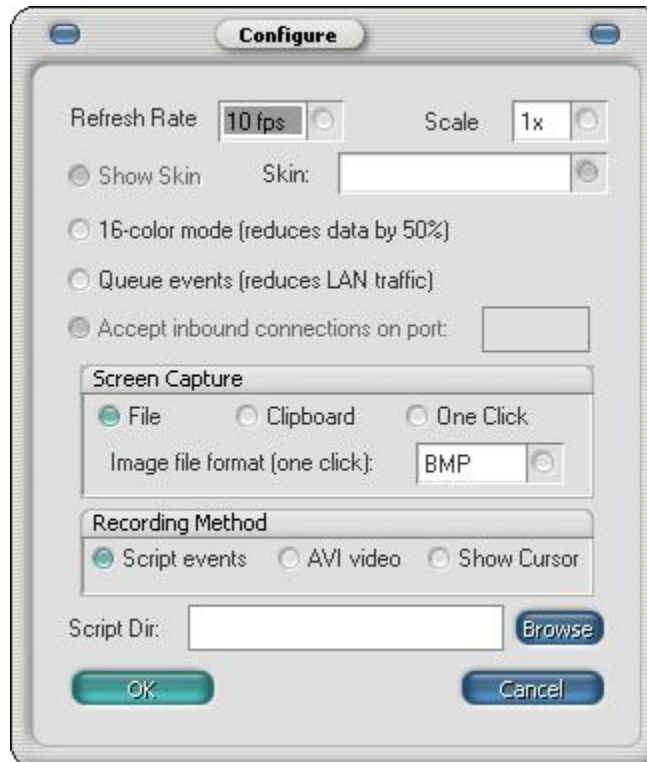 Configure
Refresh Rate 10 fps Scale 1x
Show Skin Skin:
16-color mode (reduces data by 50%)
Queue events (reduces LAN traffic)
Accept inbound connections on port:
Screen Capture
File Clipboard One Click
Image file format (one click): BMP
Recording Method
Script events AVI video Show Cursor
Script Dir: Browse
OK Cancel